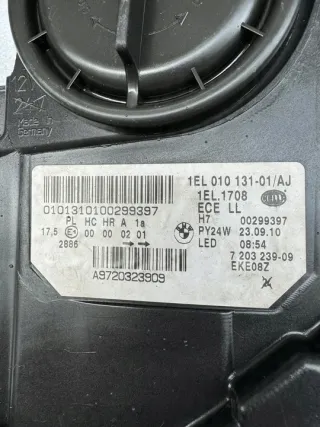 127
Made in
Germany
1EL 010 131-01/AJ
1EL.1708
ECE LL
0101310100299397
H7 00299397
PL HC HR A 1a
PY24W 23.09.10
17,5 E1 00 00 02 01
LED 08:54
2886
7 203 239-09
EKE08Z
A9720323909